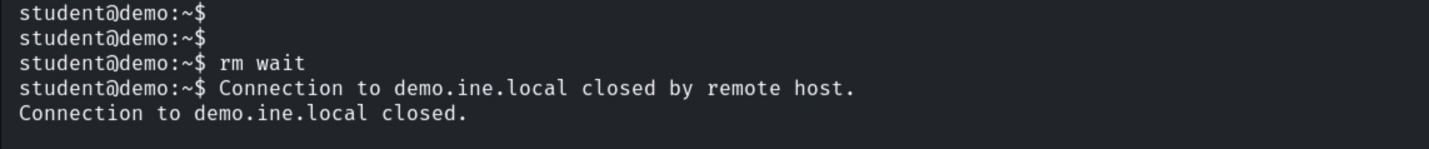 student@demo:~$
student@demo:~$
student@demo:~$ rm wait
student@demo:~$ Connection to demo.ine.local closed by remote host.
Connection to demo.ine.local closed.